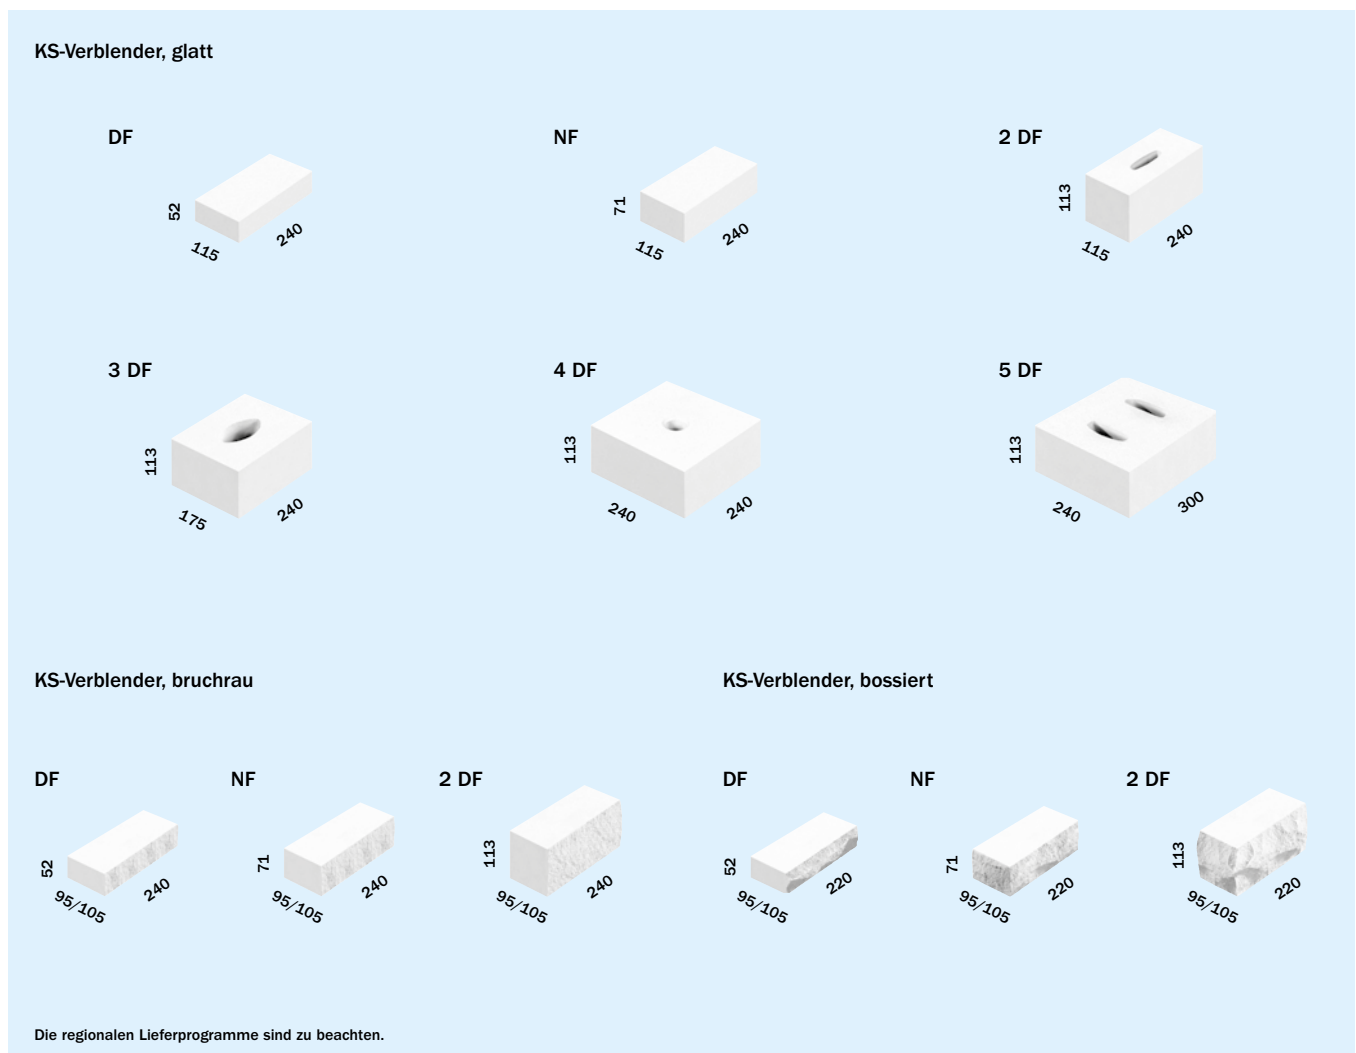 KS-Verblender, glatt
DF
52
115
240
NF
71
115
240
2 DF
113
115
240
3 DF
113
175
240
4 DF
113
240
240
5 DF
113
240
300
KS-Verblender, bruchrau
DF
52
95/105
240
NF
71
95/105
240
2 DF
113
95/105
240
KS-Verblender, bossiert
DF
52
95/105
220
NF
71
95/105
220
2 DF
113
95/105
220
Die regionalen Lieferprogramme sind zu beachten.